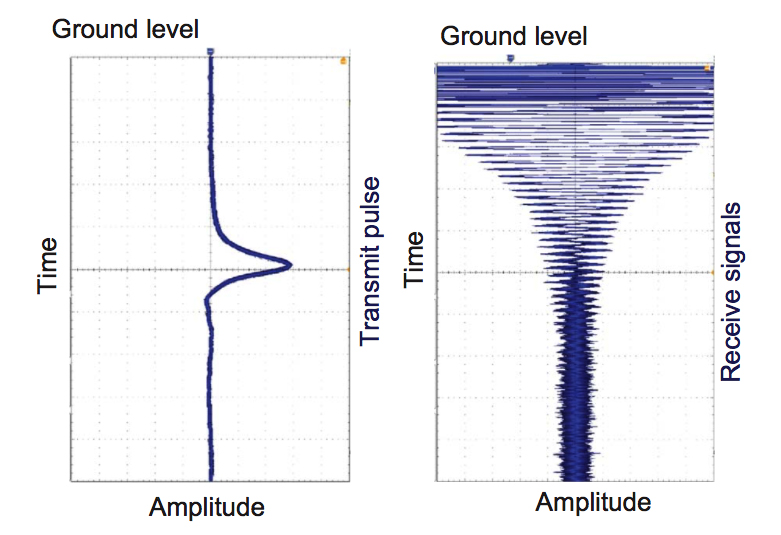 Ground level
Time
Transmit pulse
Amplitude
Ground level
Time
Receive signals
Amplitude